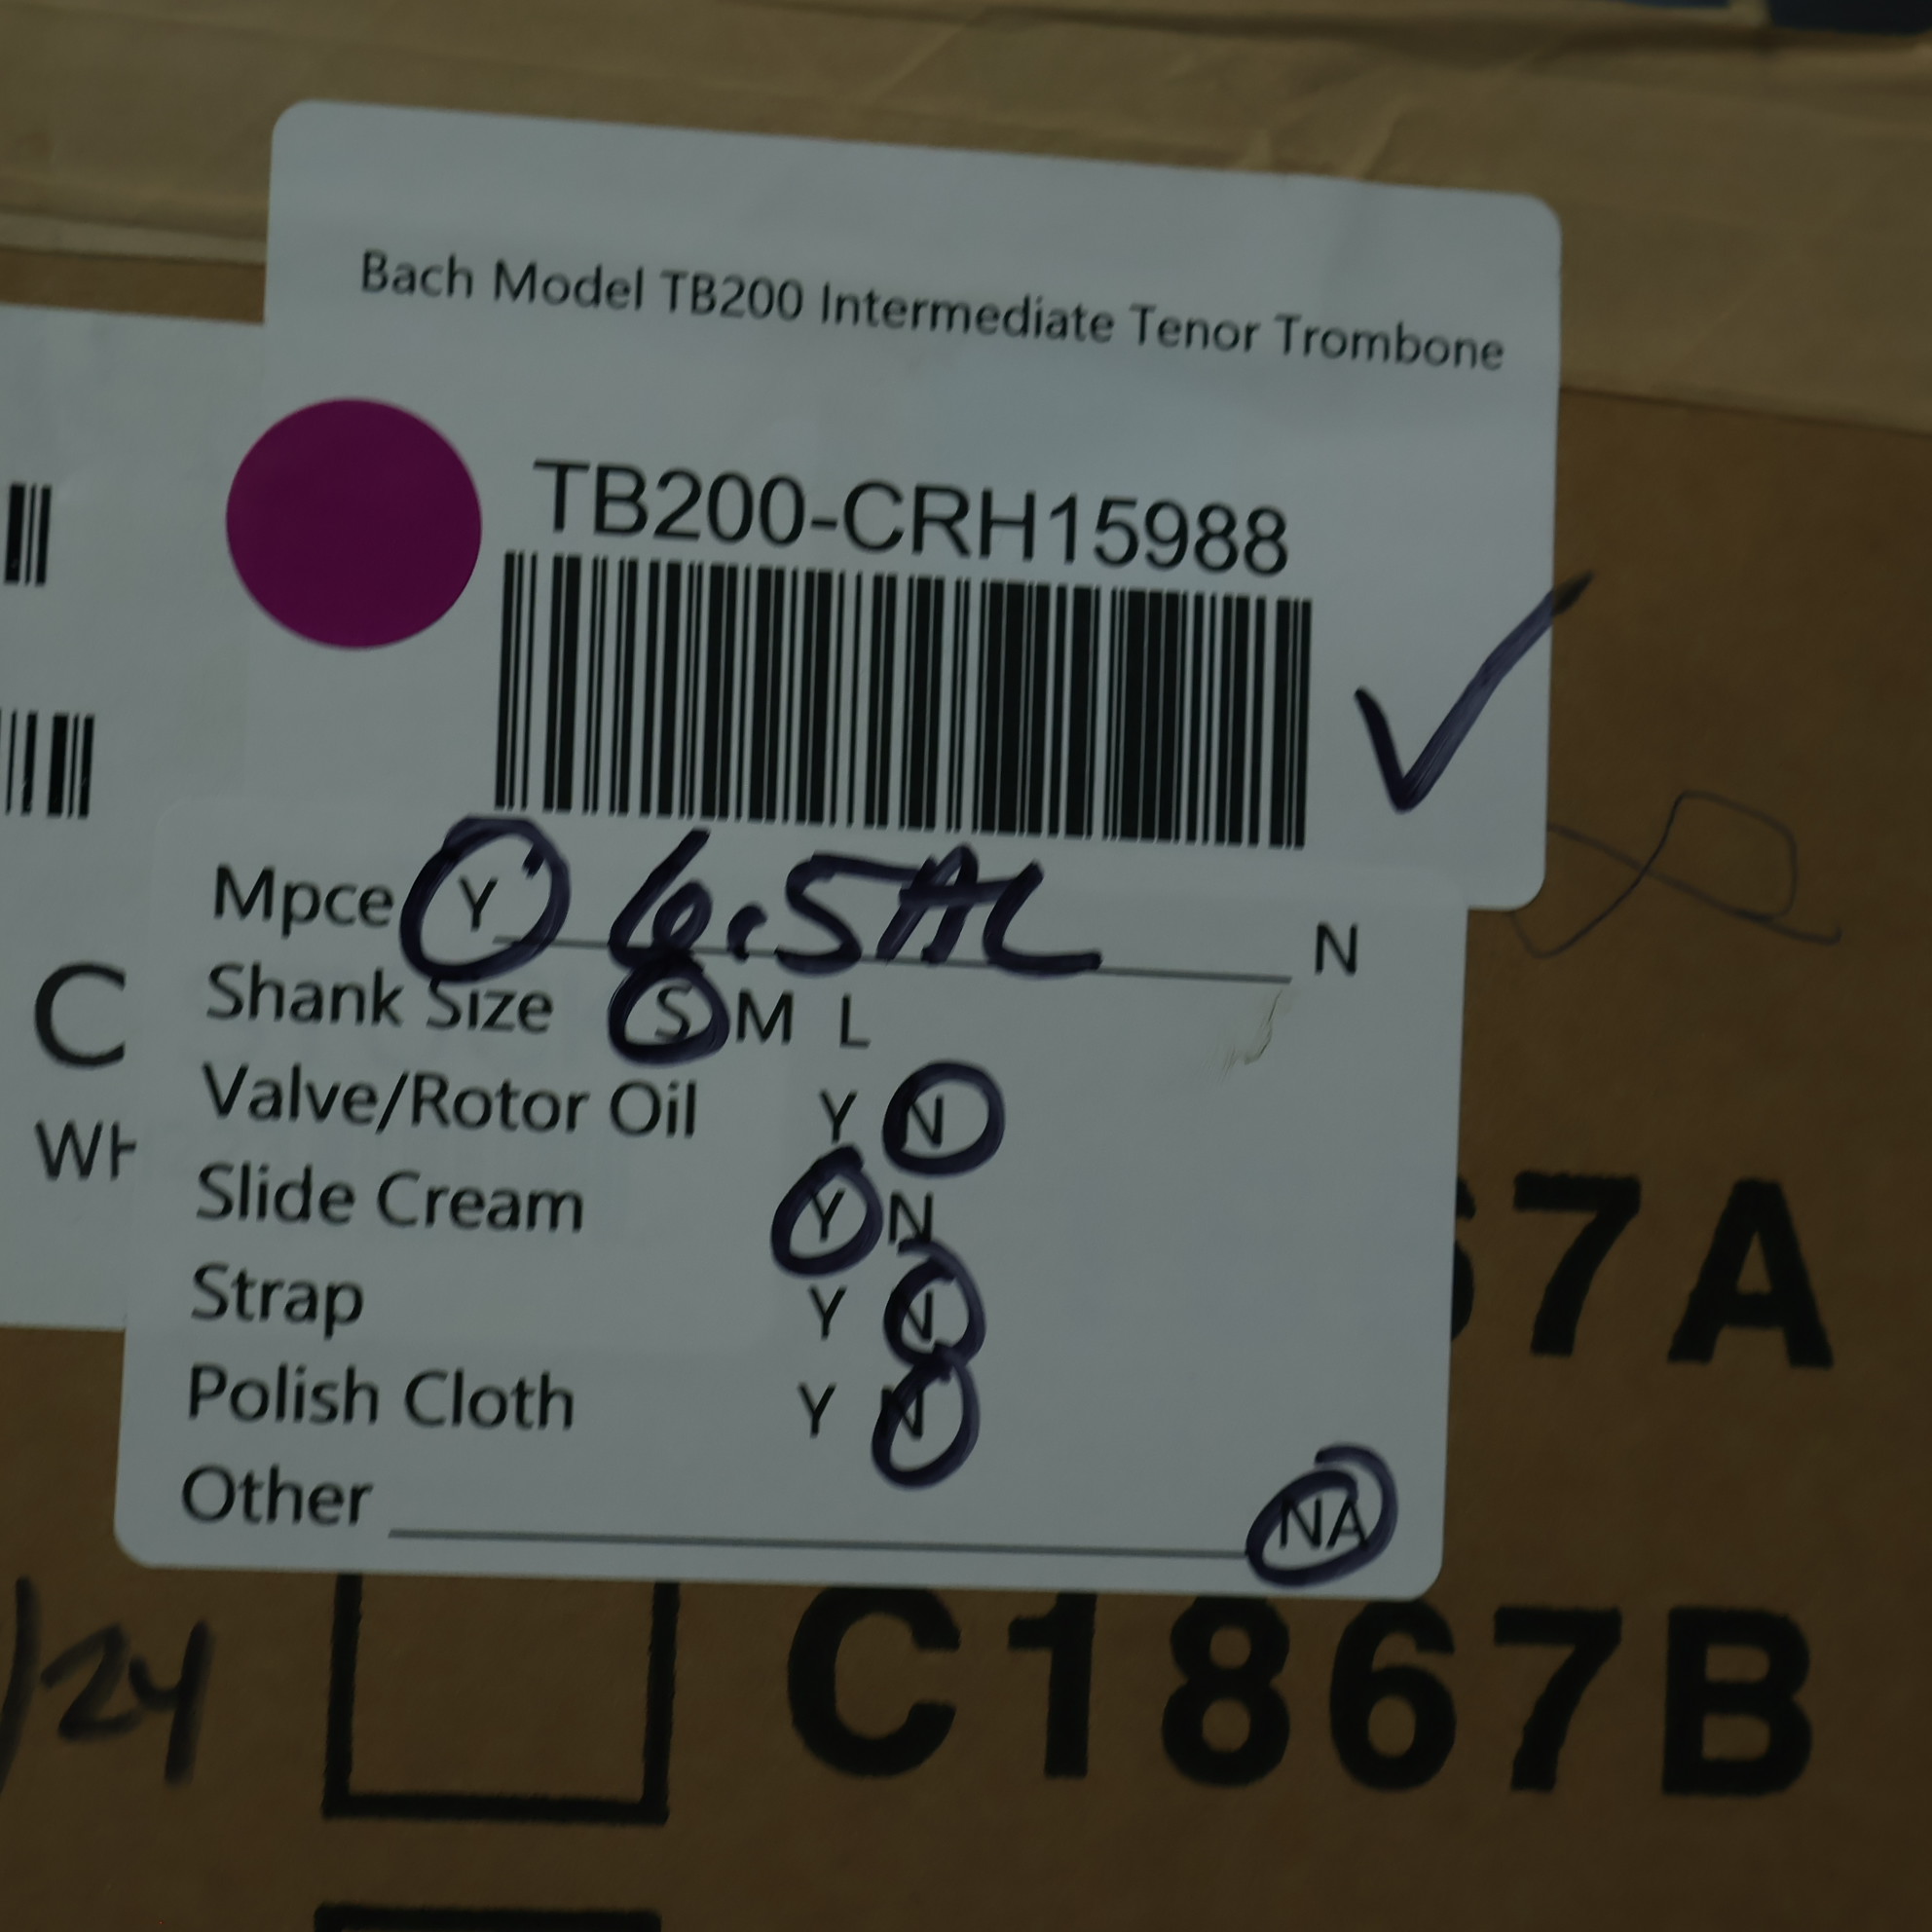 Bach Model TB200 Intermediate Tenor Trombone
TB200-CRH15988
Mpce Y 6.5AL N
Shank Size S M L
Valve/Rotor Oil Y N
Slide Cream Y N
Strap Y N
Polish Cloth Y N
Other NA
C
7A
/24
C1867B